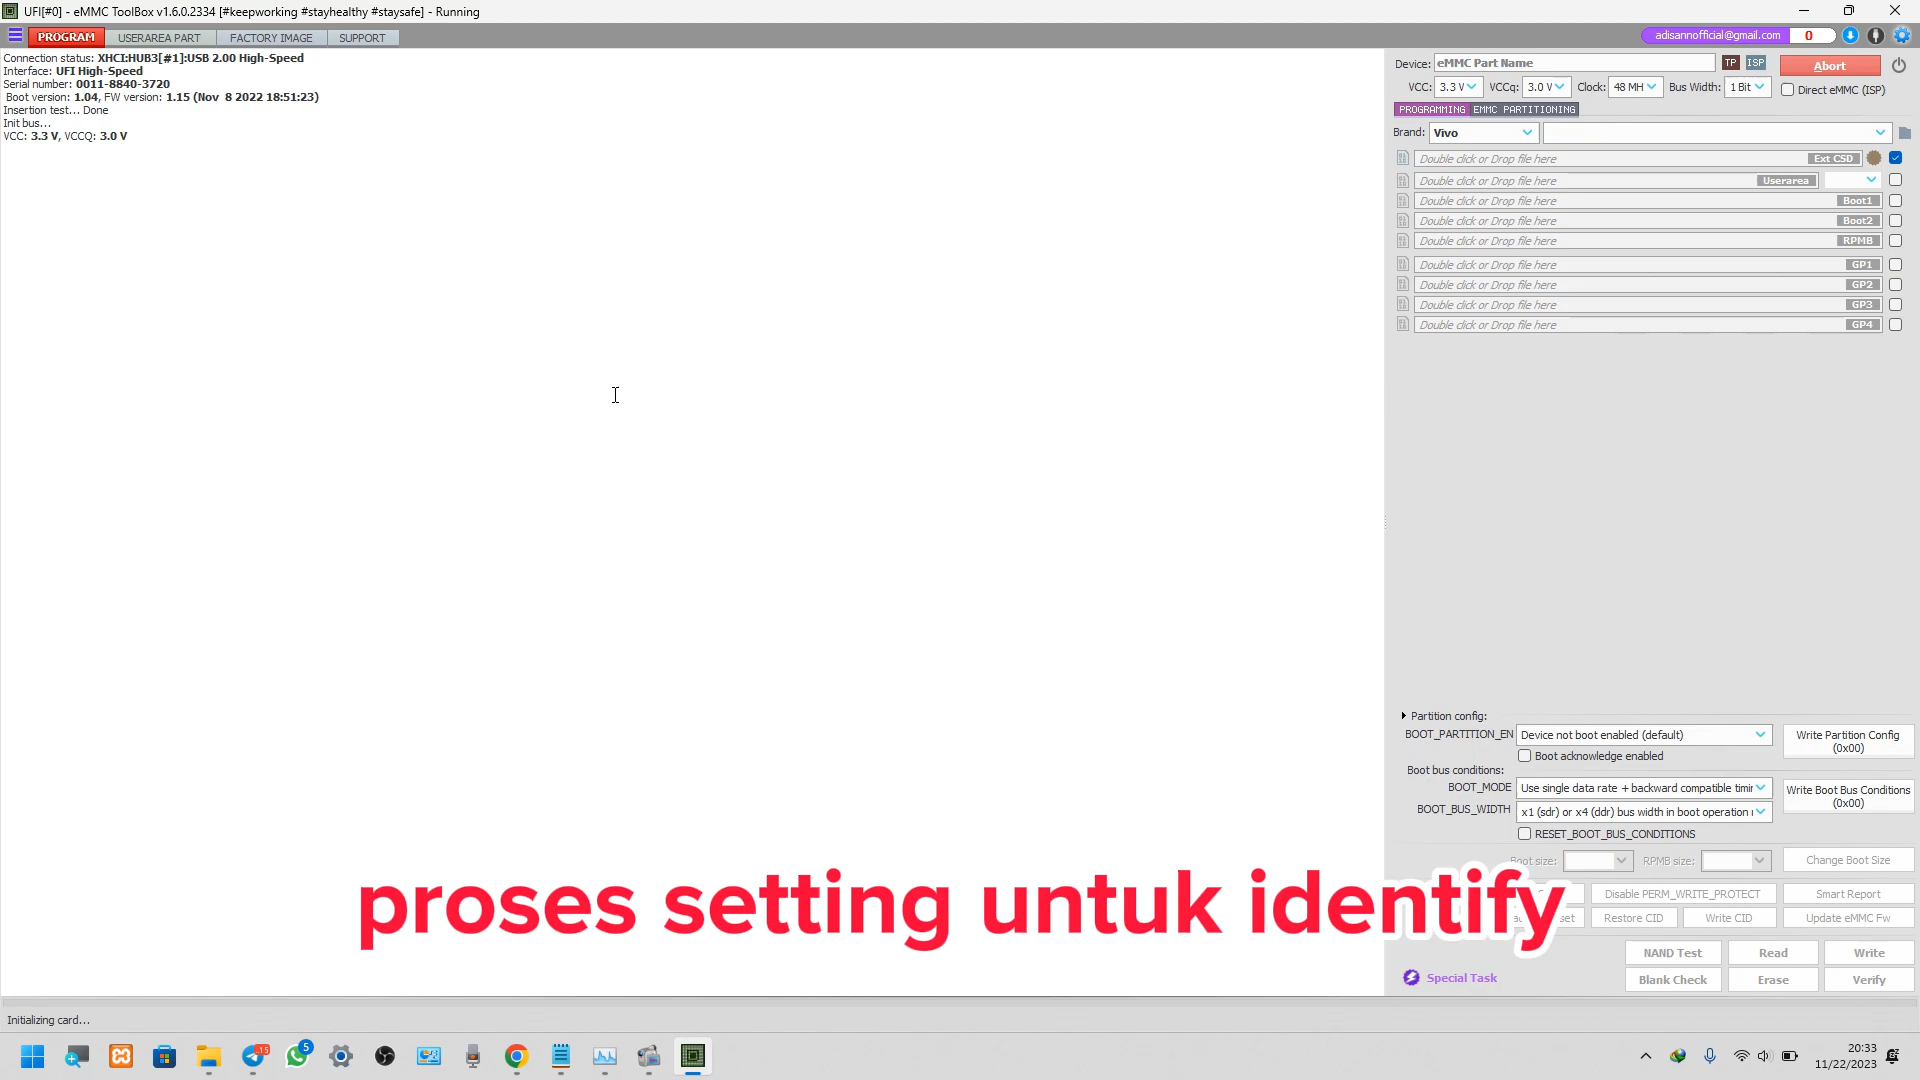 UFI[#0] - eMMC ToolBox v1.6.0.2334 [#keepworking #stayhealthy #staysafe] - Running
PROGRAM USERAREA PART FACTORY IMAGE SUPPORT
adisannofficial@gmail.com 0
Connection status: XHCI:HUB3[#1]:USB 2.00 High-Speed
Interface: UFI High-Speed
Serial number: 0011-8840-3720
Boot version: 1.04, FW version: 1.15 (Nov 8 2022 18:51:23)
Insertion test... Done
Init bus...
VCC: 3.3 V, VCCQ: 3.0 V
Device: eMMC Part Name TP ISP Abort
VCC: 3.3 V VCCq: 3.0 V Clock: 48 MH Bus Width: 1 Bit Direct eMMC (ISP)
PROGRAMMING EMMC PARTITIONING
Brand: Vivo
Double click or Drop file here Ext CSD
Double click or Drop file here Userarea
Double click or Drop file here Boot1
Double click or Drop file here Boot2
Double click or Drop file here RPMB
Double click or Drop file here GP1
Double click or Drop file here GP2
Double click or Drop file here GP3
Double click or Drop file here GP4
Partition config:
BOOT_PARTITION_EN Device not boot enabled (default) Write Partition Config (0x00)
Boot acknowledge enabled
Boot bus conditions:
BOOT_MODE Use single data rate + backward compatible timir Write Boot Bus Conditions (0x00)
BOOT_BUS_WIDTH x1 (sdr) or x4 (ddr) bus width in boot operation
RESET_BOOT_BUS_CONDITIONS
Boot size: RPMB size: Change Boot Size
Disable PERM_WRITE_PROTECT Smart Report
Restore CID Write CID Update eMMC Fw
proses setting untuk identify
NAND Test Read Write
Special Task
Blank Check Erase Verify
Initializing card...
15 5
20:33
11/22/2023